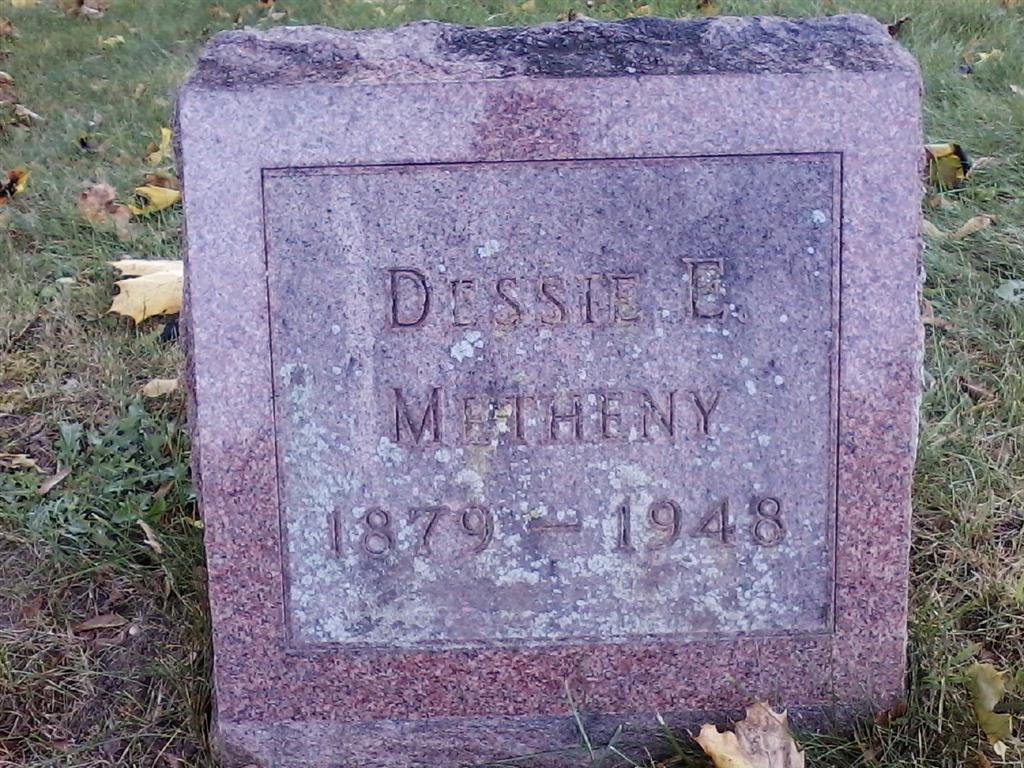 Dessie E.
Metheny
1879 – 1948